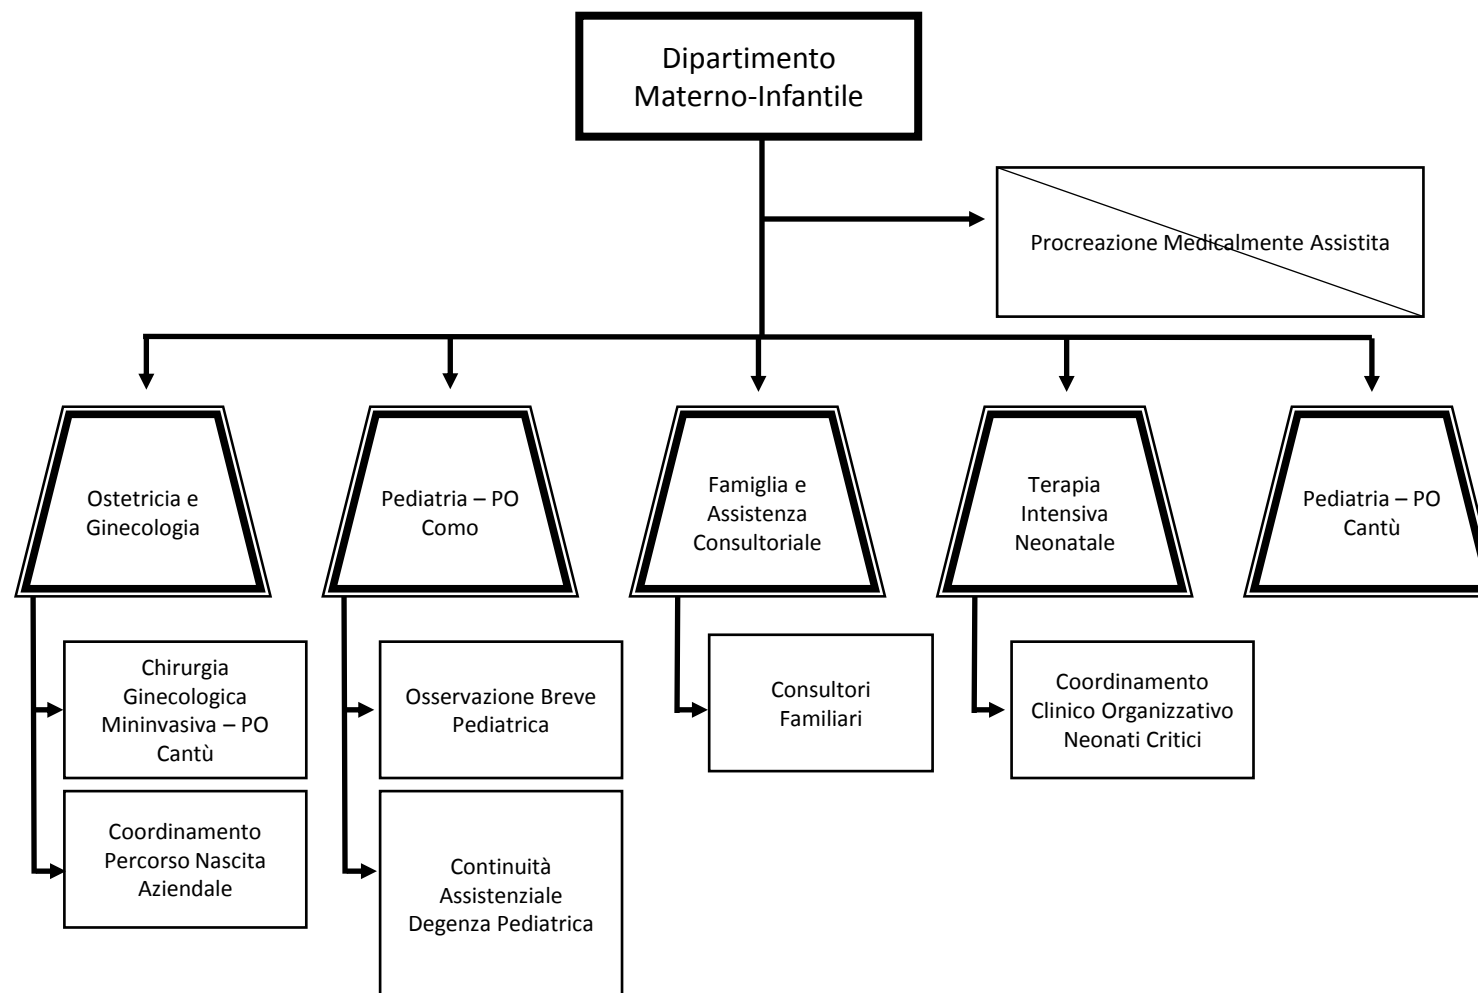 Dipartimento
Materno-Infantile
Procreazione Medicalmente Assistita
Ostetricia e
Ginecologia
Pediatria – PO
Como
Famiglia e
Assistenza
Consultoriale
Terapia
Intensiva
Neonatale
Pediatria – PO
Cantù
Chirurgia
Ginecologica
Mininvasiva – PO
Cantù
Osservazione Breve
Pediatrica
Consultori
Familiari
Coordinamento
Clinico Organizzativo
Neonati Critici
Coordinamento
Percorso Nascita
Aziendale
Continuità
Assistenziale
Degenza Pediatrica